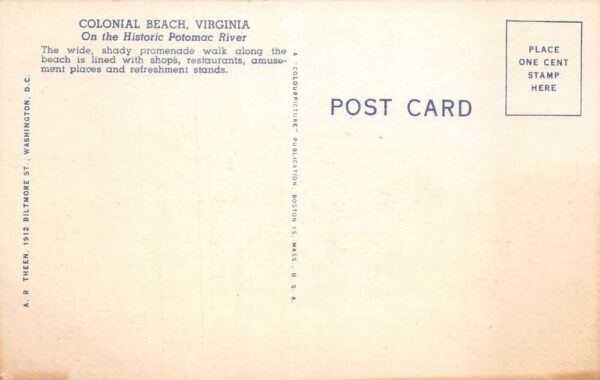 COLONIAL BEACH, VIRGINIA
On the Historic Potomac River
The wide, shady promenade walk along the
beach is lined with shops, restaurants, amuse-
ment places and refreshment stands.
A. R. THEEN, 1912 BILTMORE ST., WASHINGTON, D.C.
A "COLOURPICTURE" PUBLICATION, BOSTON 15, MASS., U.S.A
POST CARD
PLACE
ONE CENT
STAMP
HERE